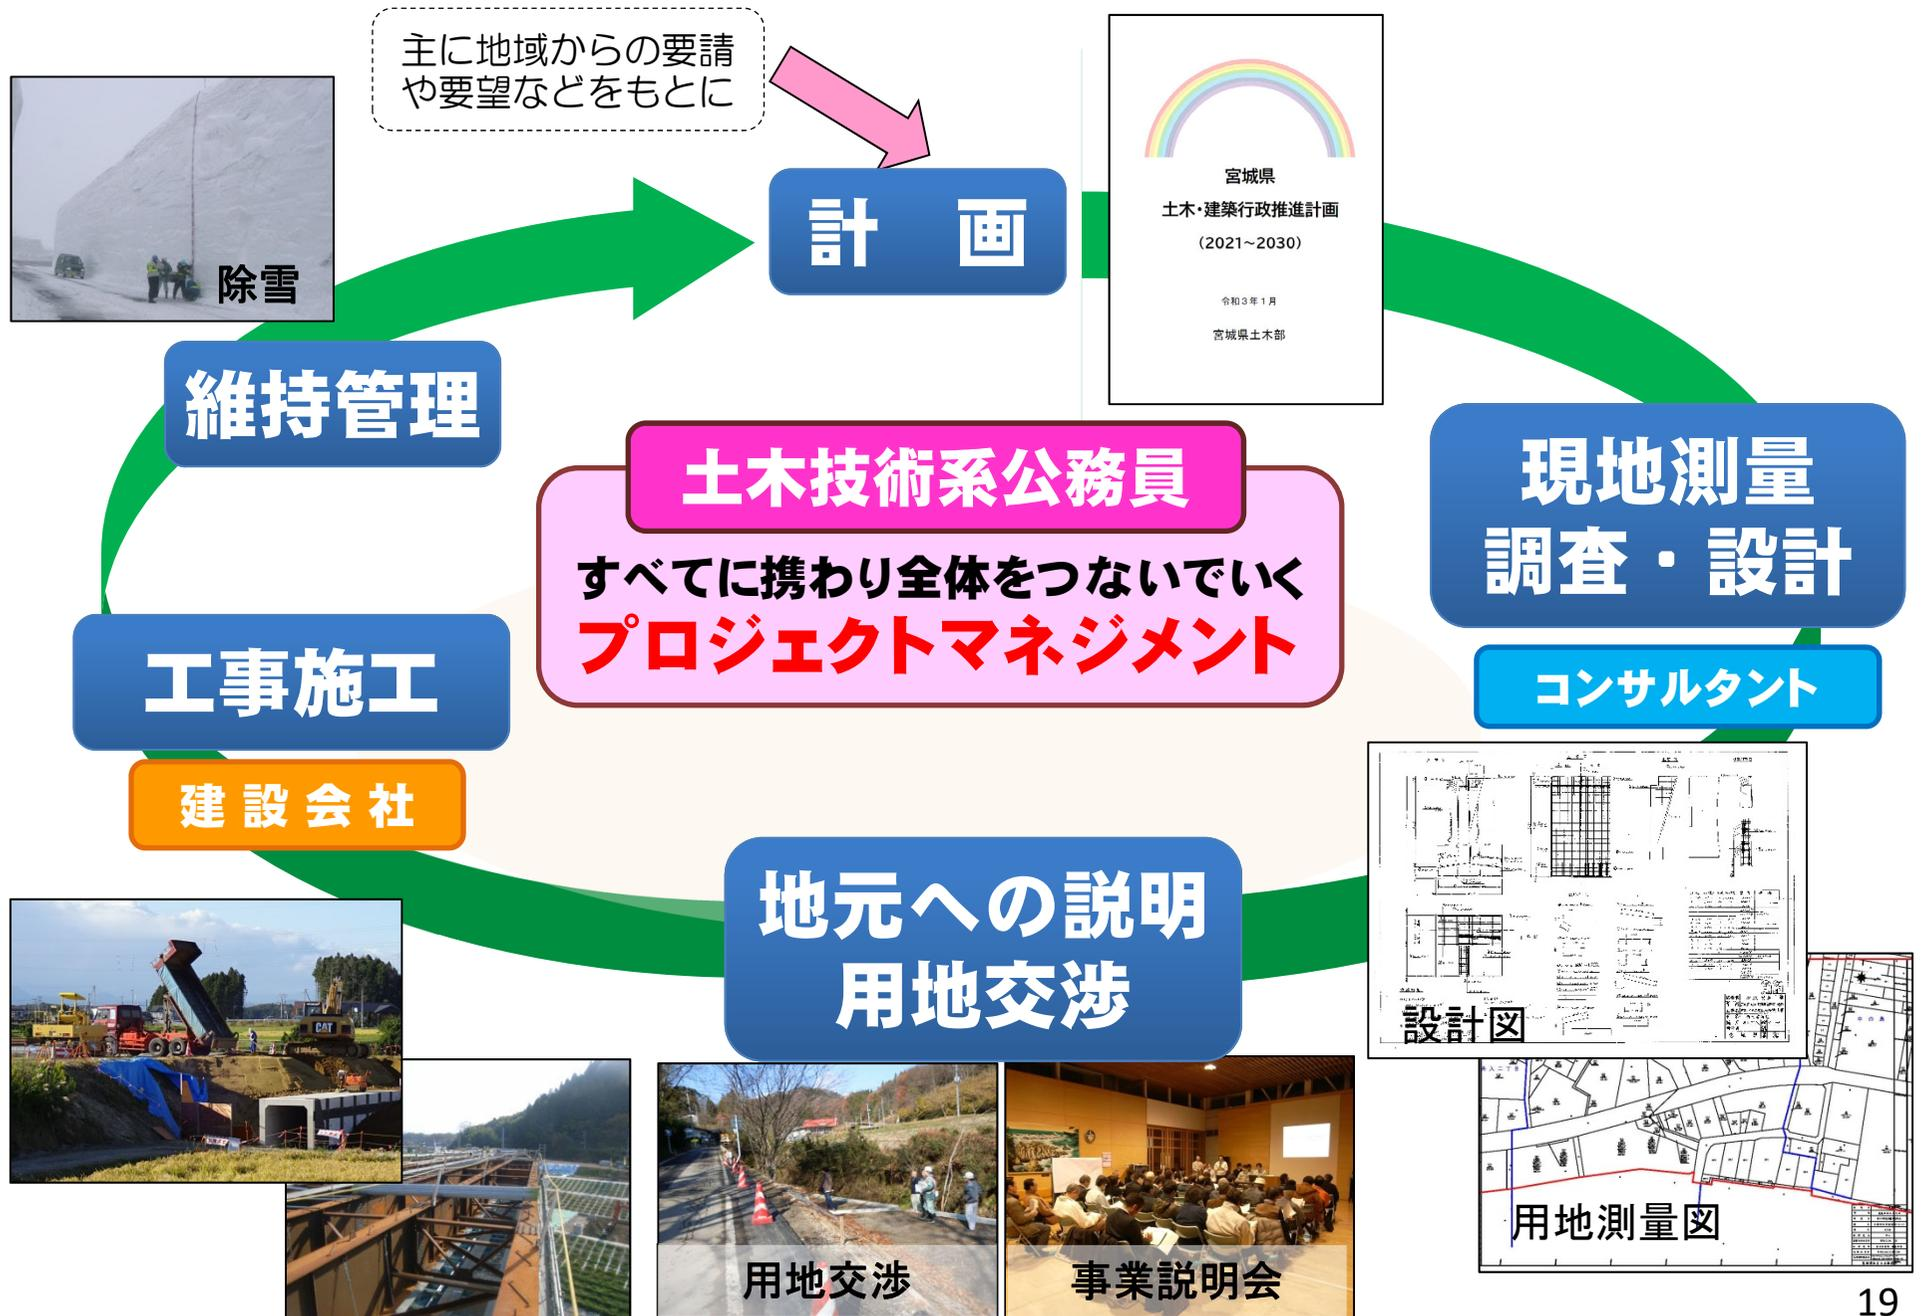 主に地域からの要請
や要望などをもとに
除雪
計 画
宮城県
土木・建築行政推進計画
(2021~2030)
令和3年1月
宮城県土木部
維持管理
土木技術系公務員
すべてに携わり全体をつないでいく
プロジェクトマネジメント
現地測量
調査・設計
コンサルタント
工事施工
建設会社
地元への説明
用地交渉
設計図
用地測量図
CAT
用地交渉
事業説明会
19